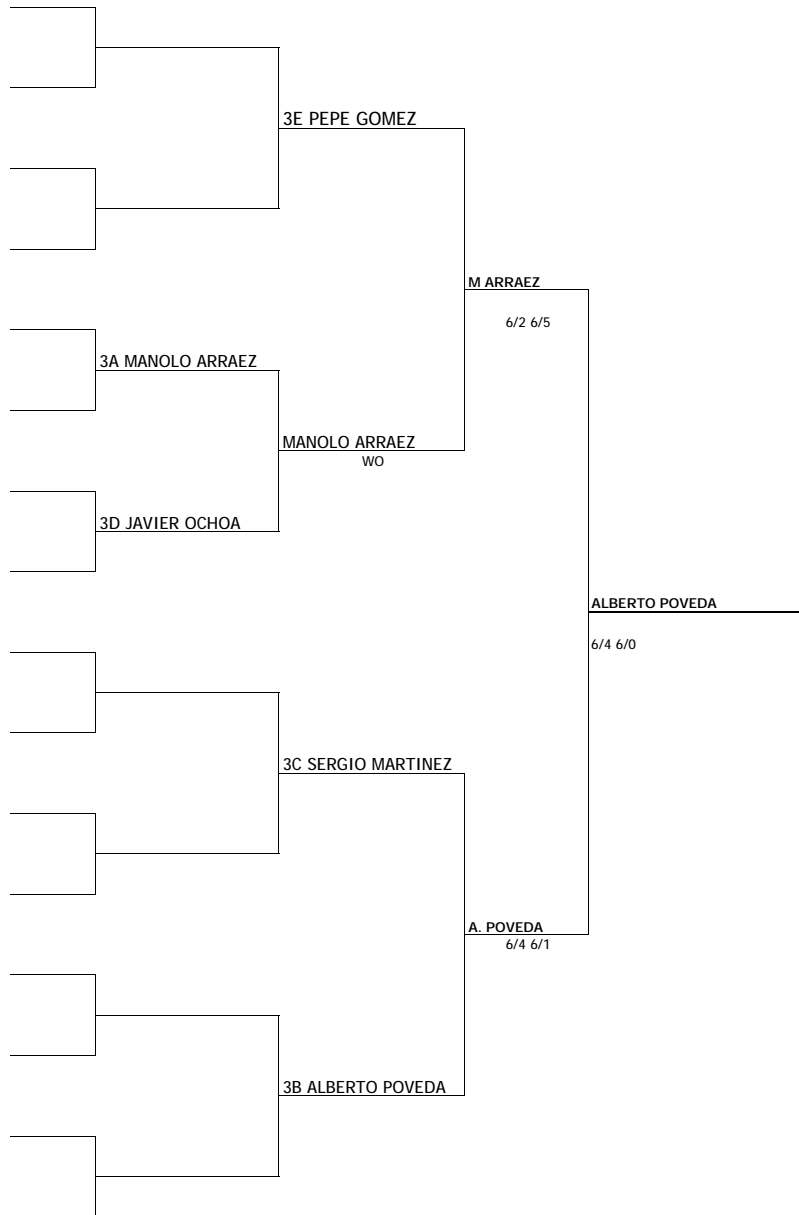 3E PEPE GOMEZ
M ARRAEZ
6/2 6/5
3A MANOLO ARRAEZ
MANOLO ARRAEZ
WO
3D JAVIER OCHOA
ALBERTO POVEDA
6/4 6/0
3C SERGIO MARTINEZ
A. POVEDA
6/4 6/1
3B ALBERTO POVEDA